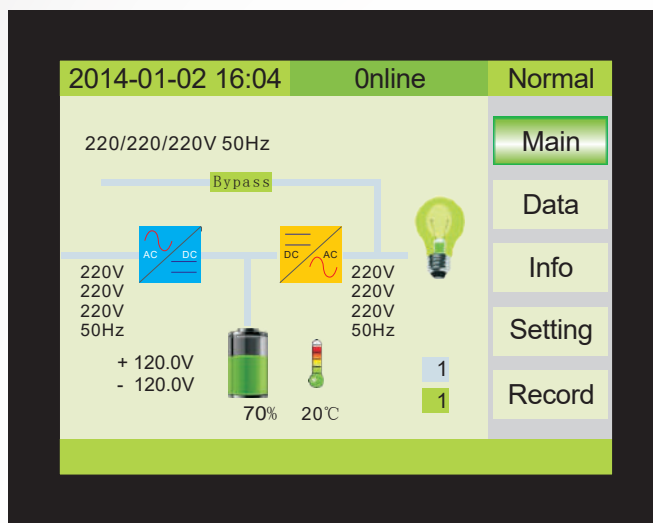 2014-01-02 16:04 0nline Normal
220/220/220V 50Hz
Bypass
AC DC
DC AC
220V
220V
220V
50Hz
220V
220V
220V
50Hz
+ 120.0V
- 120.0V
70% 20℃
1
1
Main
Data
Info
Setting
Record